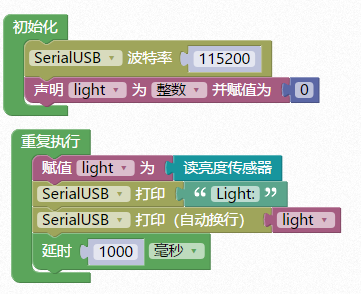 初始化
SerialUSB 波特率 115200
声明 light 为 整数 并赋值为 0
重复执行
赋值 light 为 读亮度传感器
SerialUSB 打印 “ Light: ”
SerialUSB 打印（自动换行） light
延时 1000 毫秒